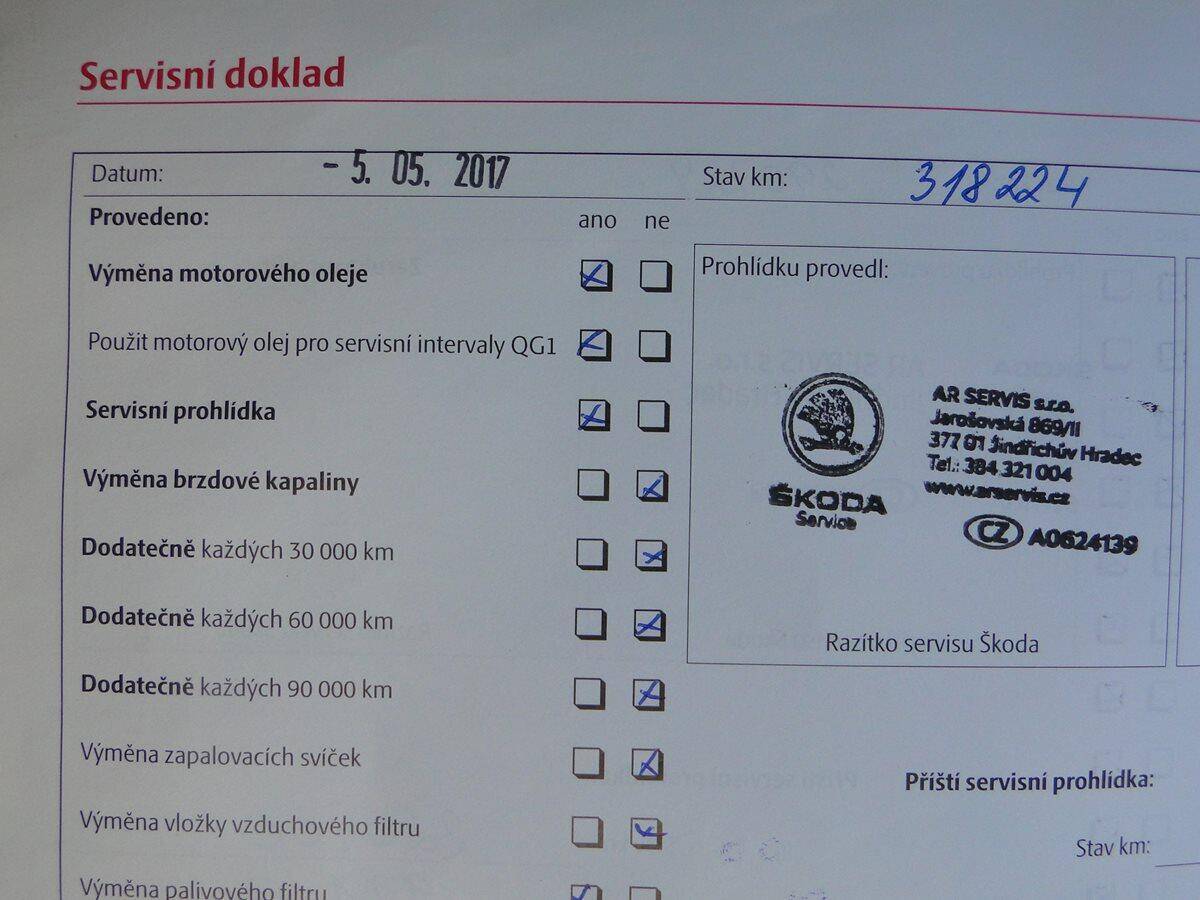 Servisní doklad
Datum: - 5. 05. 2017 Stav km: 318224
Provedeno: ano ne
Výměna motorového oleje
Prohlídku provedl:
Použit motorový olej pro servisní intervaly QG1
Servisní prohlídka
Výměna brzdové kapaliny
Dodatečně každých 30 000 km
Dodatečně každých 60 000 km
Dodatečně každých 90 000 km
Výměna zapalovacích svíček
Výměna vložky vzduchového filtru
Výměna palivového filtru
ŠKODA
Service
AR SERVIS s.r.o.
Jarošovská 869/II
377 01 Jindřichův Hradec
Tel.: 384 321 004
www.arservis.cz
CZ A0624139
Razítko servisu Škoda
Příští servisní prohlídka:
Stav km: